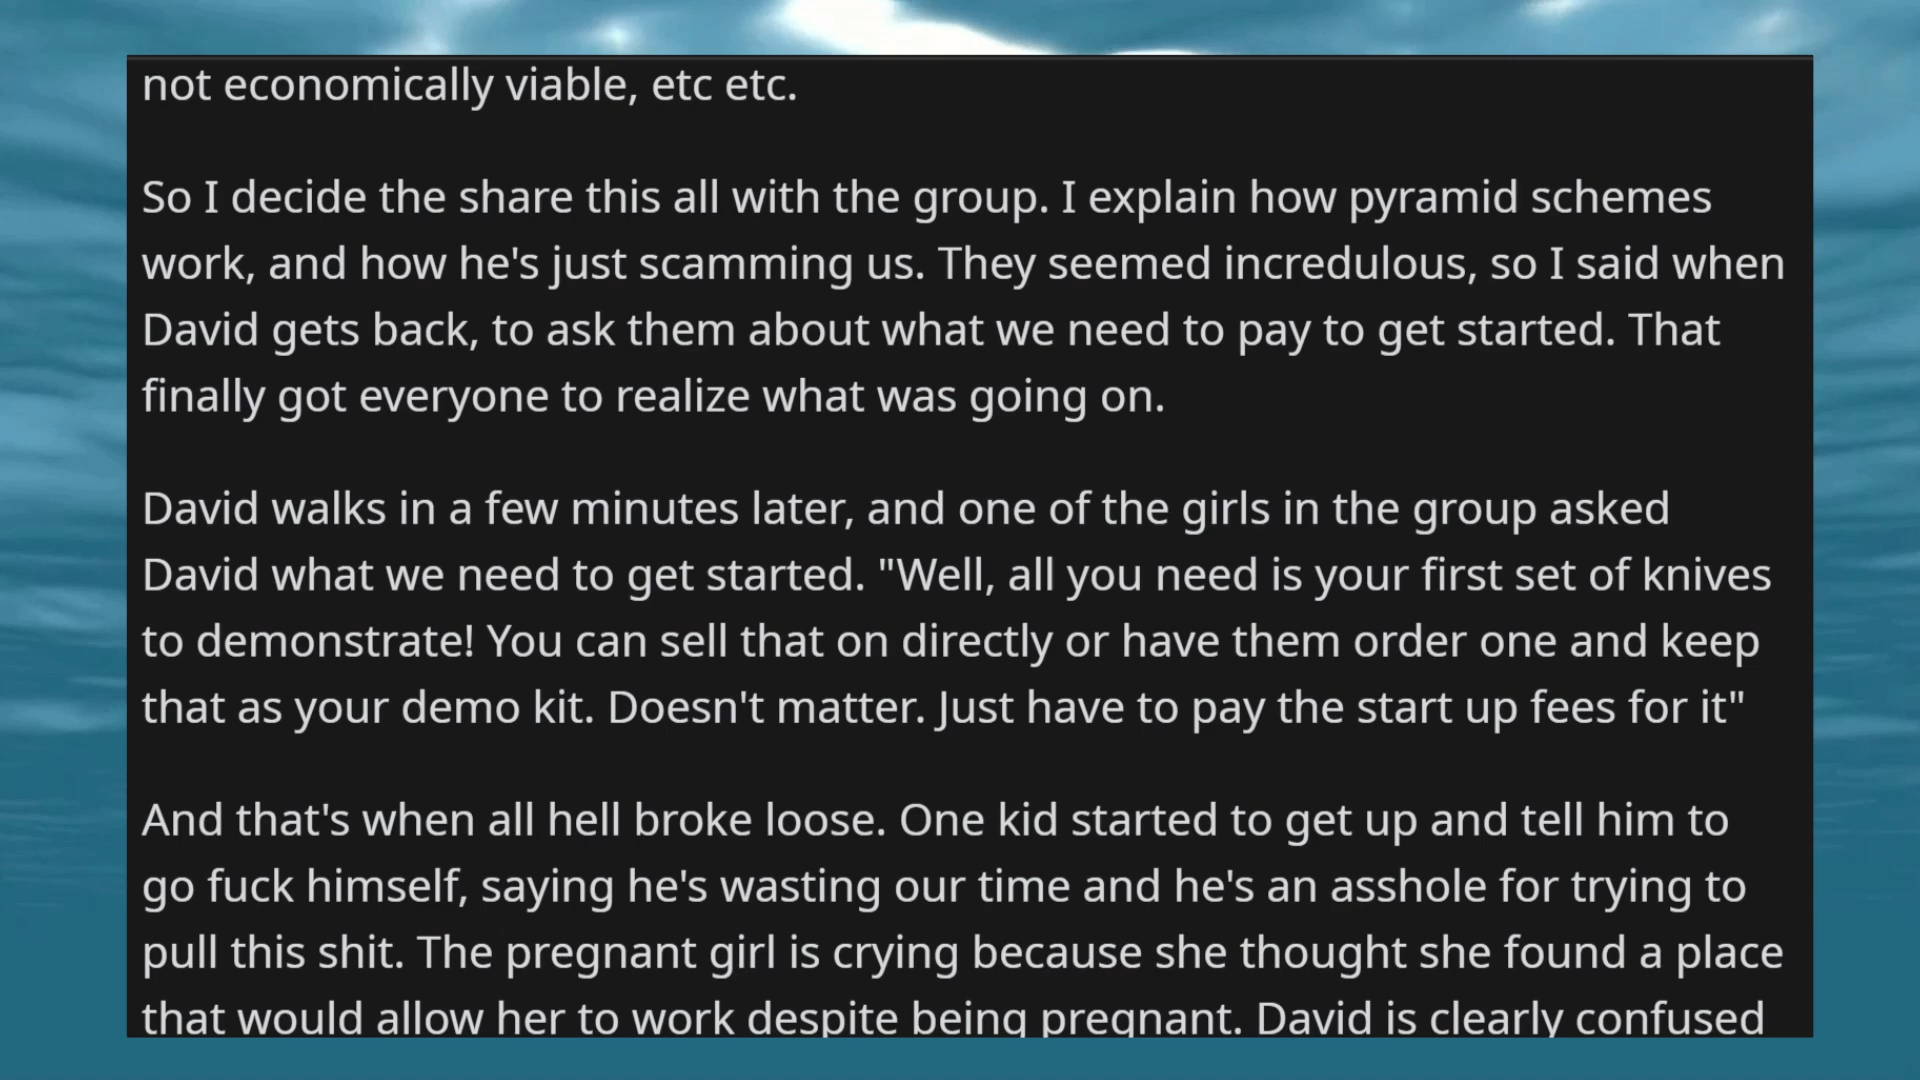 not economically viable, etc etc.
So I decide the share this all with the group. I explain how pyramid schemes
work, and how he's just scamming us. They seemed incredulous, so I said when
David gets back, to ask them about what we need to pay to get started. That
finally got everyone to realize what was going on.
David walks in a few minutes later, and one of the girls in the group asked
David what we need to get started. "Well, all you need is your first set of knives
to demonstrate! You can sell that on directly or have them order one and keep
that as your demo kit. Doesn't matter. Just have to pay the start up fees for it"
And that's when all hell broke loose. One kid started to get up and tell him to
go fuck himself, saying he's wasting our time and he's an asshole for trying to
pull this shit. The pregnant girl is crying because she thought she found a place
that would allow her to work despite being pregnant. David is clearly confused